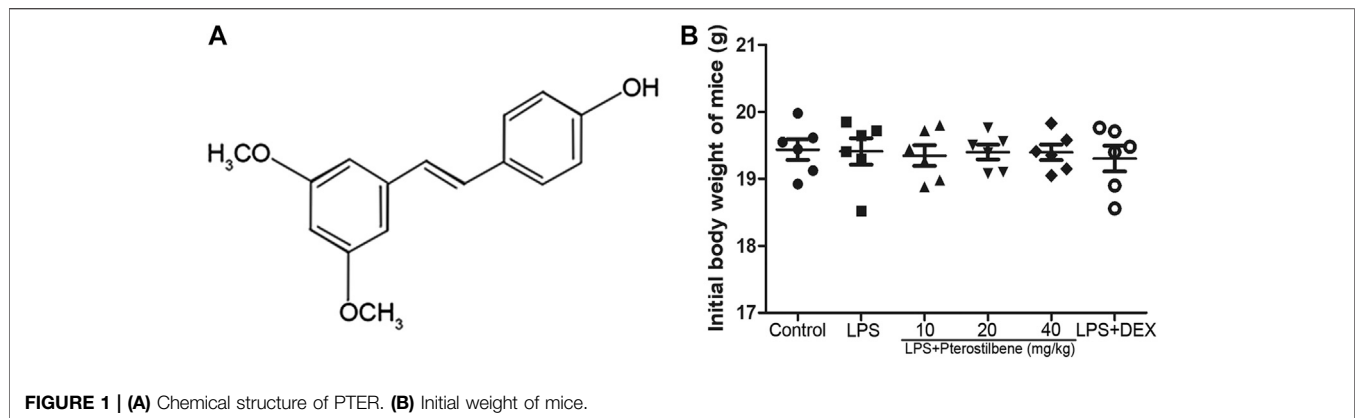 A
OH
H3CO
OCH3
B
Initial body weight of mice (g)
21
20
19
18
17
Control LPS 10 20 40 LPS+DEX
LPS+Pterostilbene (mg/kg)
FIGURE 1 | (A) Chemical structure of PTER. (B) Initial weight of mice.